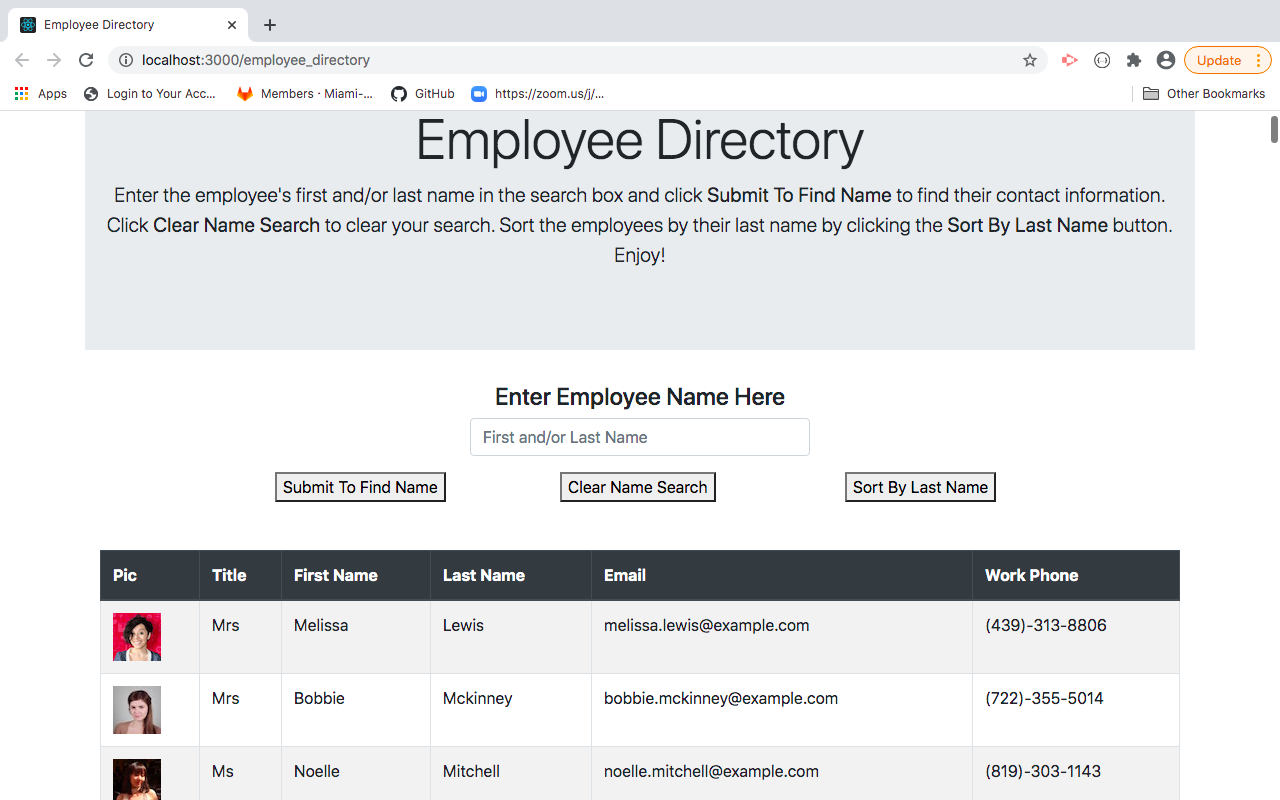 Employee Directory
localhost:3000/employee_directory
Update
Apps
Login to Your Acc...
Members · Miami-...
GitHub
https://zoom.us/j/...
Other Bookmarks
Employee Directory
Enter the employee's first and/or last name in the search box and click Submit To Find Name to find their contact information.
Click Clear Name Search to clear your search. Sort the employees by their last name by clicking the Sort By Last Name button.
Enjoy!
Enter Employee Name Here
First and/or Last Name
Submit To Find Name
Clear Name Search
Sort By Last Name
Pic Title First Name Last Name Email Work Phone
Mrs Melissa Lewis melissa.lewis@example.com (439)-313-8806
Mrs Bobbie Mckinney bobbie.mckinney@example.com (722)-355-5014
Ms Noelle Mitchell noelle.mitchell@example.com (819)-303-1143